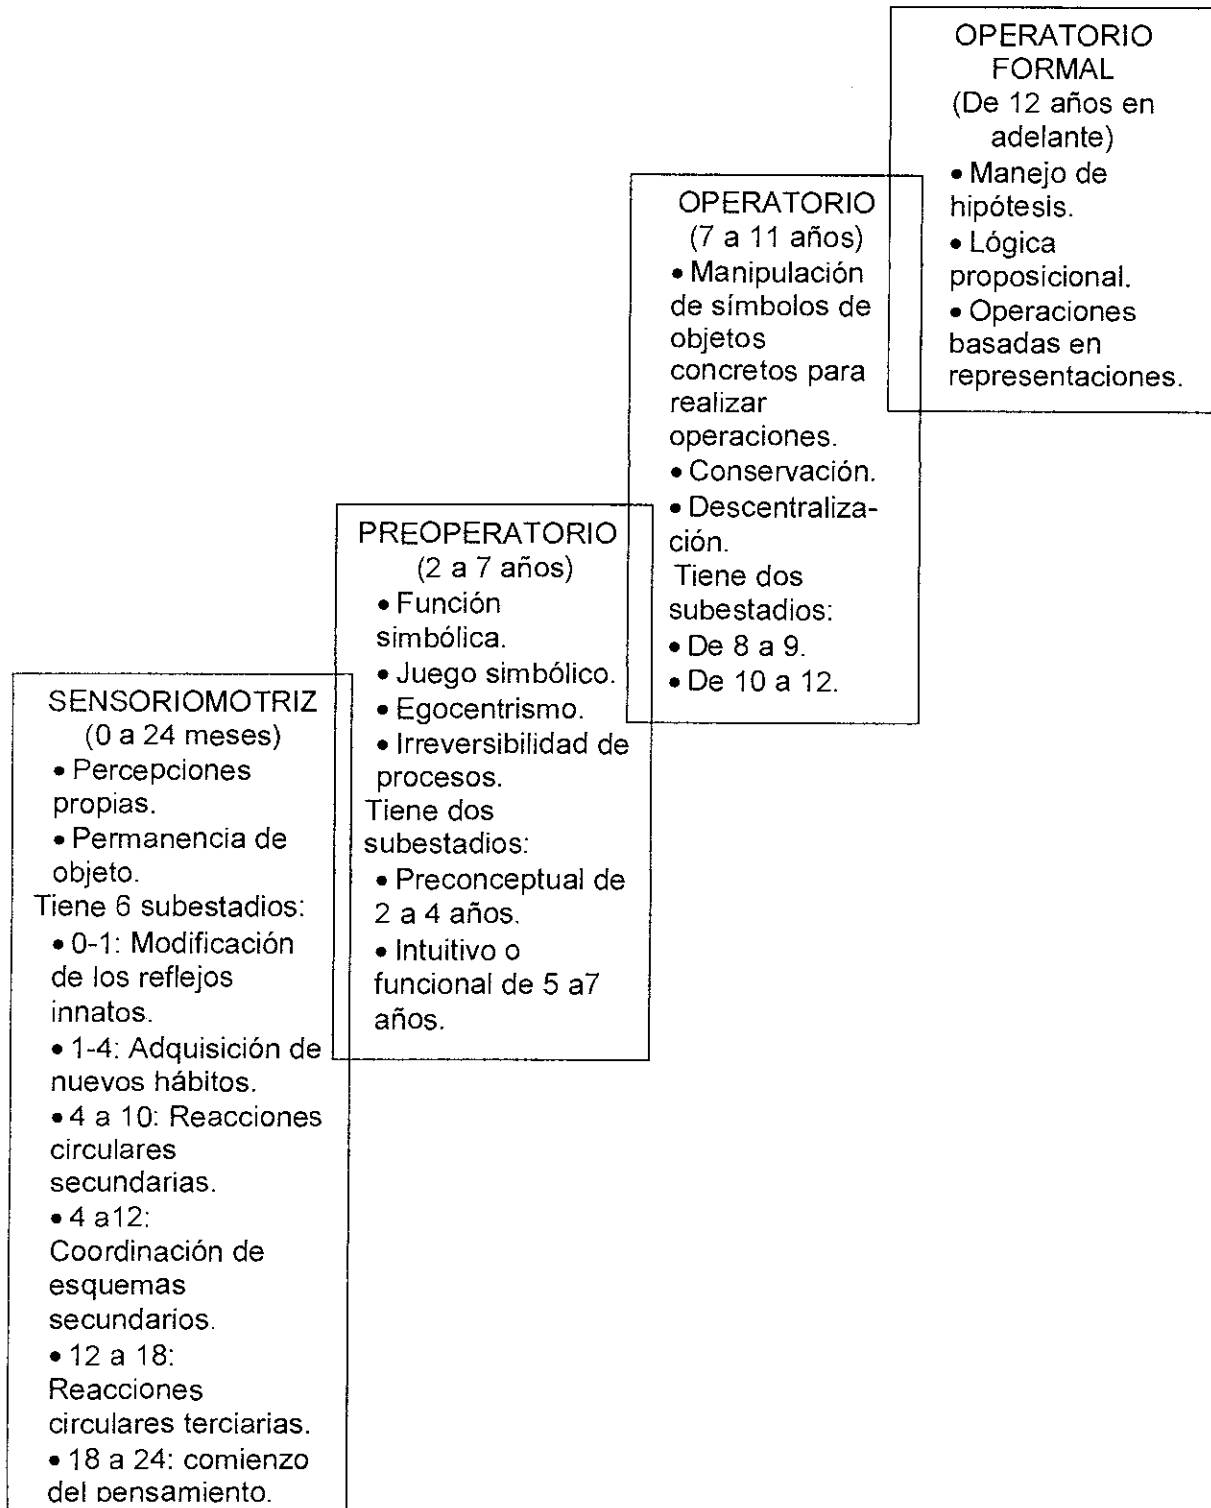 OPERATORIO
FORMAL
(De 12 años en
adelante)
• Manejo de
hipótesis.
• Lógica
proposicional.
• Operaciones
basadas en
representaciones.
OPERATORIO
(7 a 11 años)
• Manipulación
de símbolos de
objetos
concretos para
realizar
operaciones.
• Conservación.
• Descentraliza-
ción.
Tiene dos
subestadios:
• De 8 a 9.
• De 10 a 12.
PREOPERATORIO
(2 a 7 años)
• Función
simbólica.
• Juego simbólico.
• Egocentrismo.
• Irreversibilidad de
procesos.
Tiene dos
subestadios:
• Preconceptual de
2 a 4 años.
• Intuitivo o
funcional de 5 a7
años.
SENSORIOMOTRIZ
(0 a 24 meses)
• Percepciones
propias.
• Permanencia de
objeto.
Tiene 6 subestadios:
• 0-1: Modificación
de los reflejos
innatos.
• 1-4: Adquisición de
nuevos hábitos.
• 4 a 10: Reacciones
circulares
secundarias.
• 4 a12:
Coordinación de
esquemas
secundarios.
• 12 a 18:
Reacciones
circulares terciarias.
• 18 a 24: comienzo
del pensamiento.